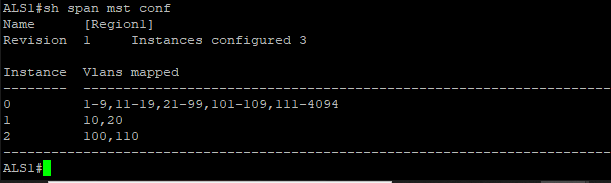 ALS1#sh span mst conf
Name      [Region1]
Revision  1     Instances configured 3
Instance  Vlans mapped
--------  ---------------------------------------------------------------------
0         1-9,11-19,21-99,101-109,111-4094
1         10,20
2         100,110
-------------------------------------------------------------------------------
ALS1#